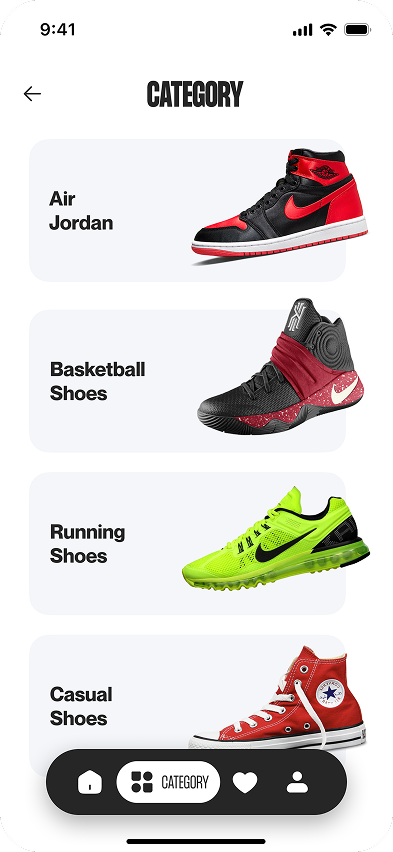 9:41
CATEGORY
Air
Jordan
Basketball
Shoes
Running
Shoes
Casual
Shoes
CATEGORY